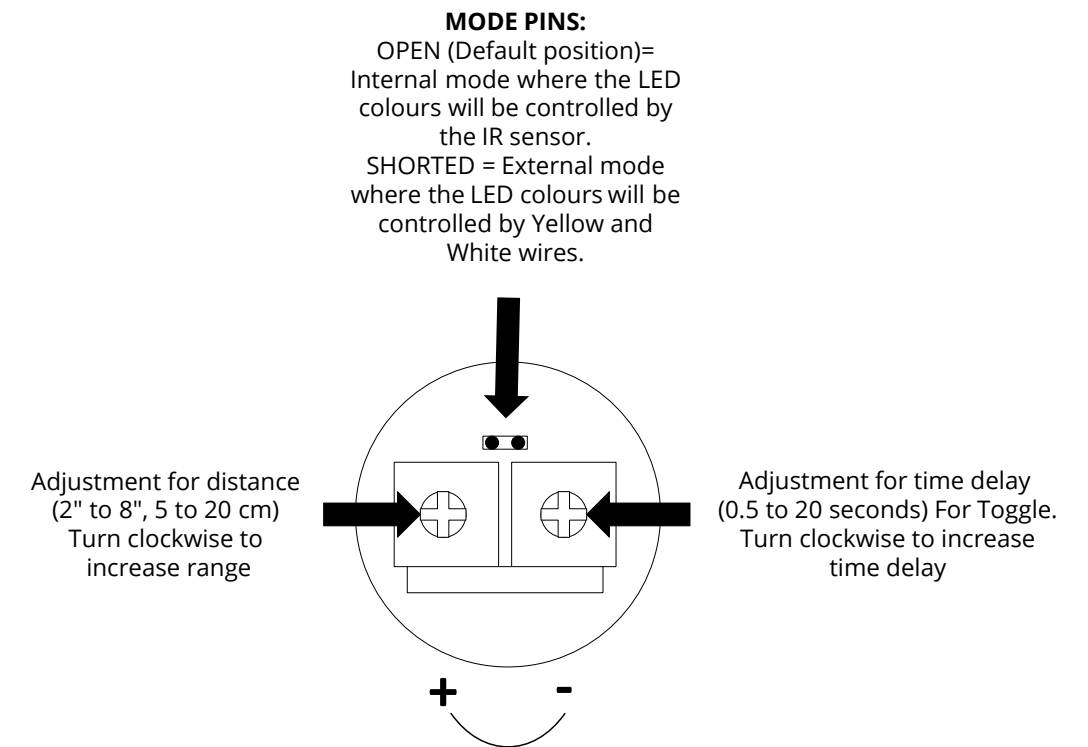 MODE PINS:
OPEN (Default position)=
Internal mode where the LED
colours will be controlled by
the IR sensor.
SHORTED = External mode
where the LED colours will be
controlled by Yellow and
White wires.
Adjustment for distance
(2" to 8", 5 to 20 cm)
Turn clockwise to
increase range
Adjustment for time delay
(0.5 to 20 seconds) For Toggle.
Turn clockwise to increase
time delay
+ -